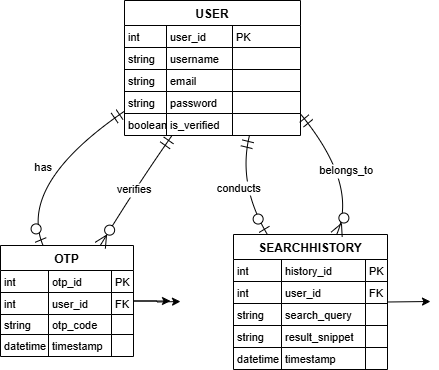 USER
int user_id PK
string username
string email
string password
boolean is_verified
has
verifies
conducts
belongs_to
OTP
int otp_id PK
int user_id FK
string otp_code
datetime timestamp
SEARCHHISTORY
int history_id PK
int user_id FK
string search_query
string result_snippet
datetime timestamp